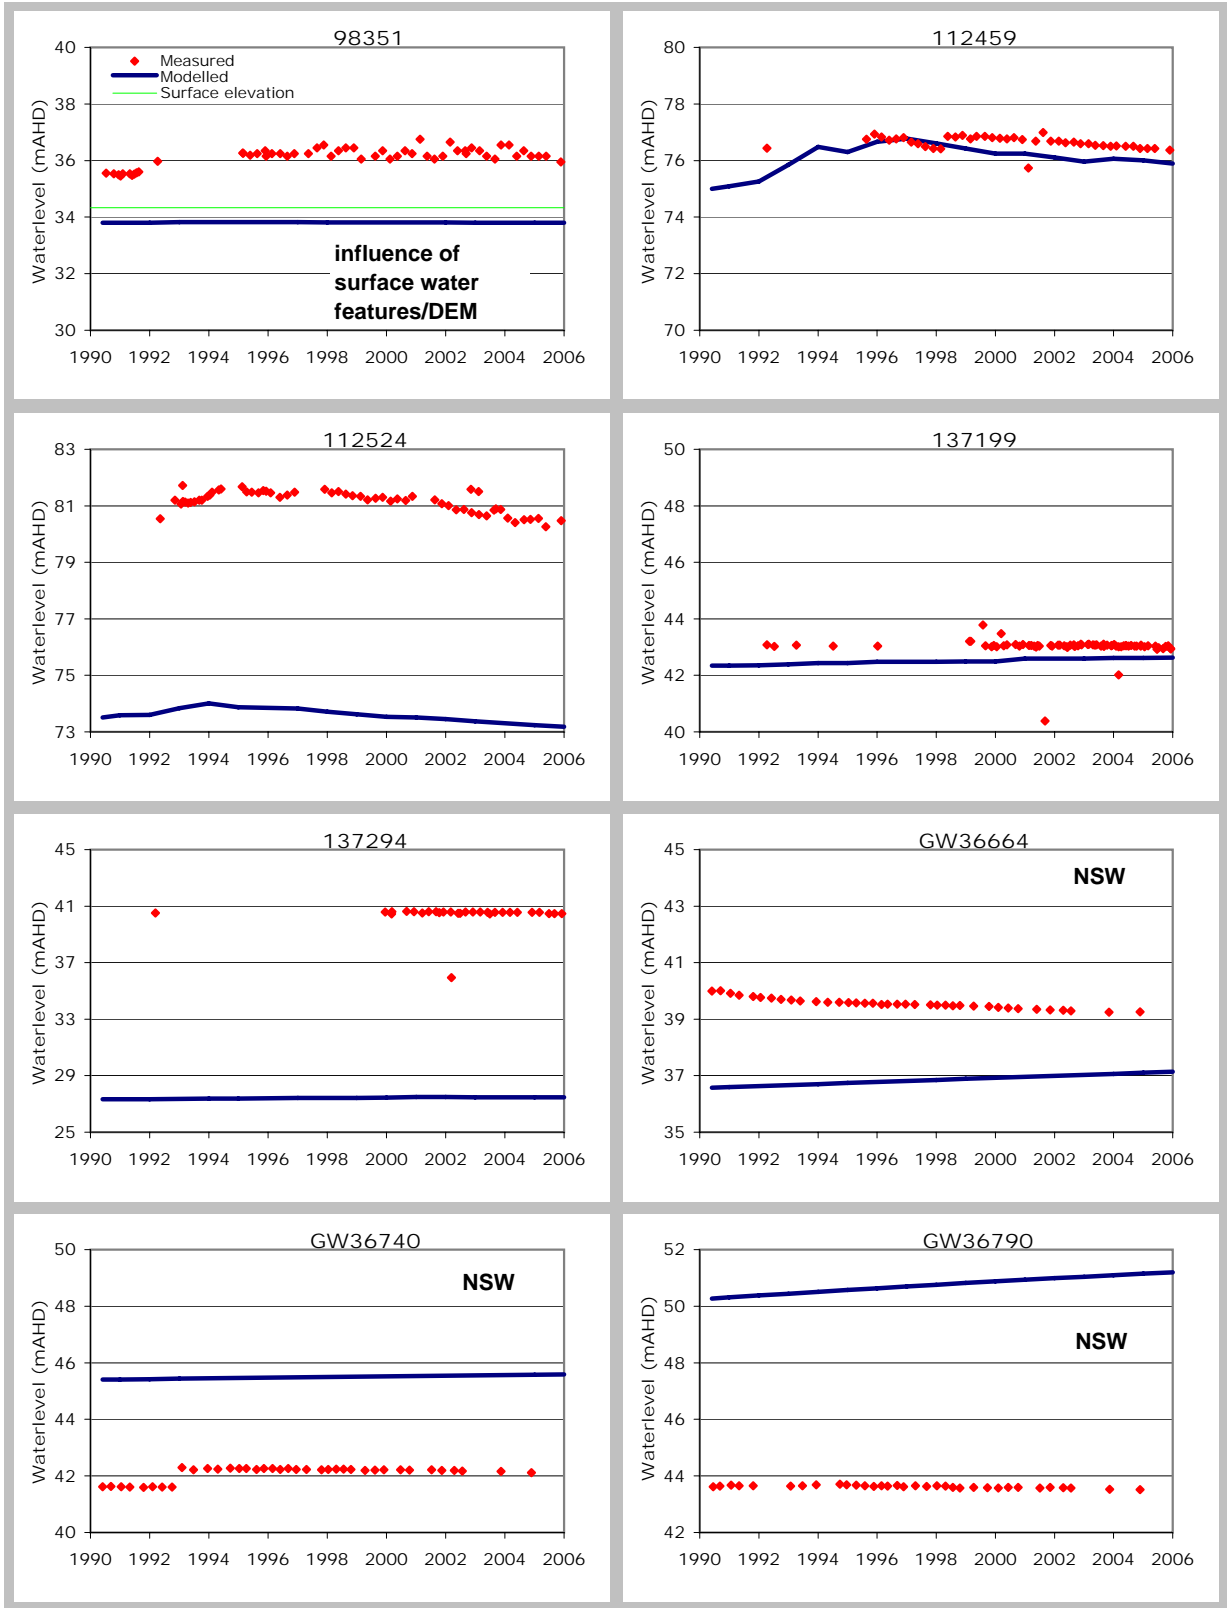 98351
Waterlevel (mAHD)
40
38
36
34
32
30
Measured
Modelled
Surface elevation
influence of
surface water
features/DEM
1990 1992 1994 1996 1998 2000 2002 2004 2006
112459
Waterlevel (mAHD)
80
78
76
74
72
70
1990 1992 1994 1996 1998 2000 2002 2004 2006
112524
Waterlevel (mAHD)
83
81
79
77
75
73
1990 1992 1994 1996 1998 2000 2002 2004 2006
137199
Waterlevel (mAHD)
50
48
46
44
42
40
1990 1992 1994 1996 1998 2000 2002 2004 2006
137294
Waterlevel (mAHD)
45
41
37
33
29
25
1990 1992 1994 1996 1998 2000 2002 2004 2006
GW36664
Waterlevel (mAHD)
45
43
41
39
37
35
NSW
1990 1992 1994 1996 1998 2000 2002 2004 2006
GW36740
Waterlevel (mAHD)
50
48
46
44
42
40
NSW
1990 1992 1994 1996 1998 2000 2002 2004 2006
GW36790
Waterlevel (mAHD)
52
50
48
46
44
42
NSW
1990 1992 1994 1996 1998 2000 2002 2004 2006